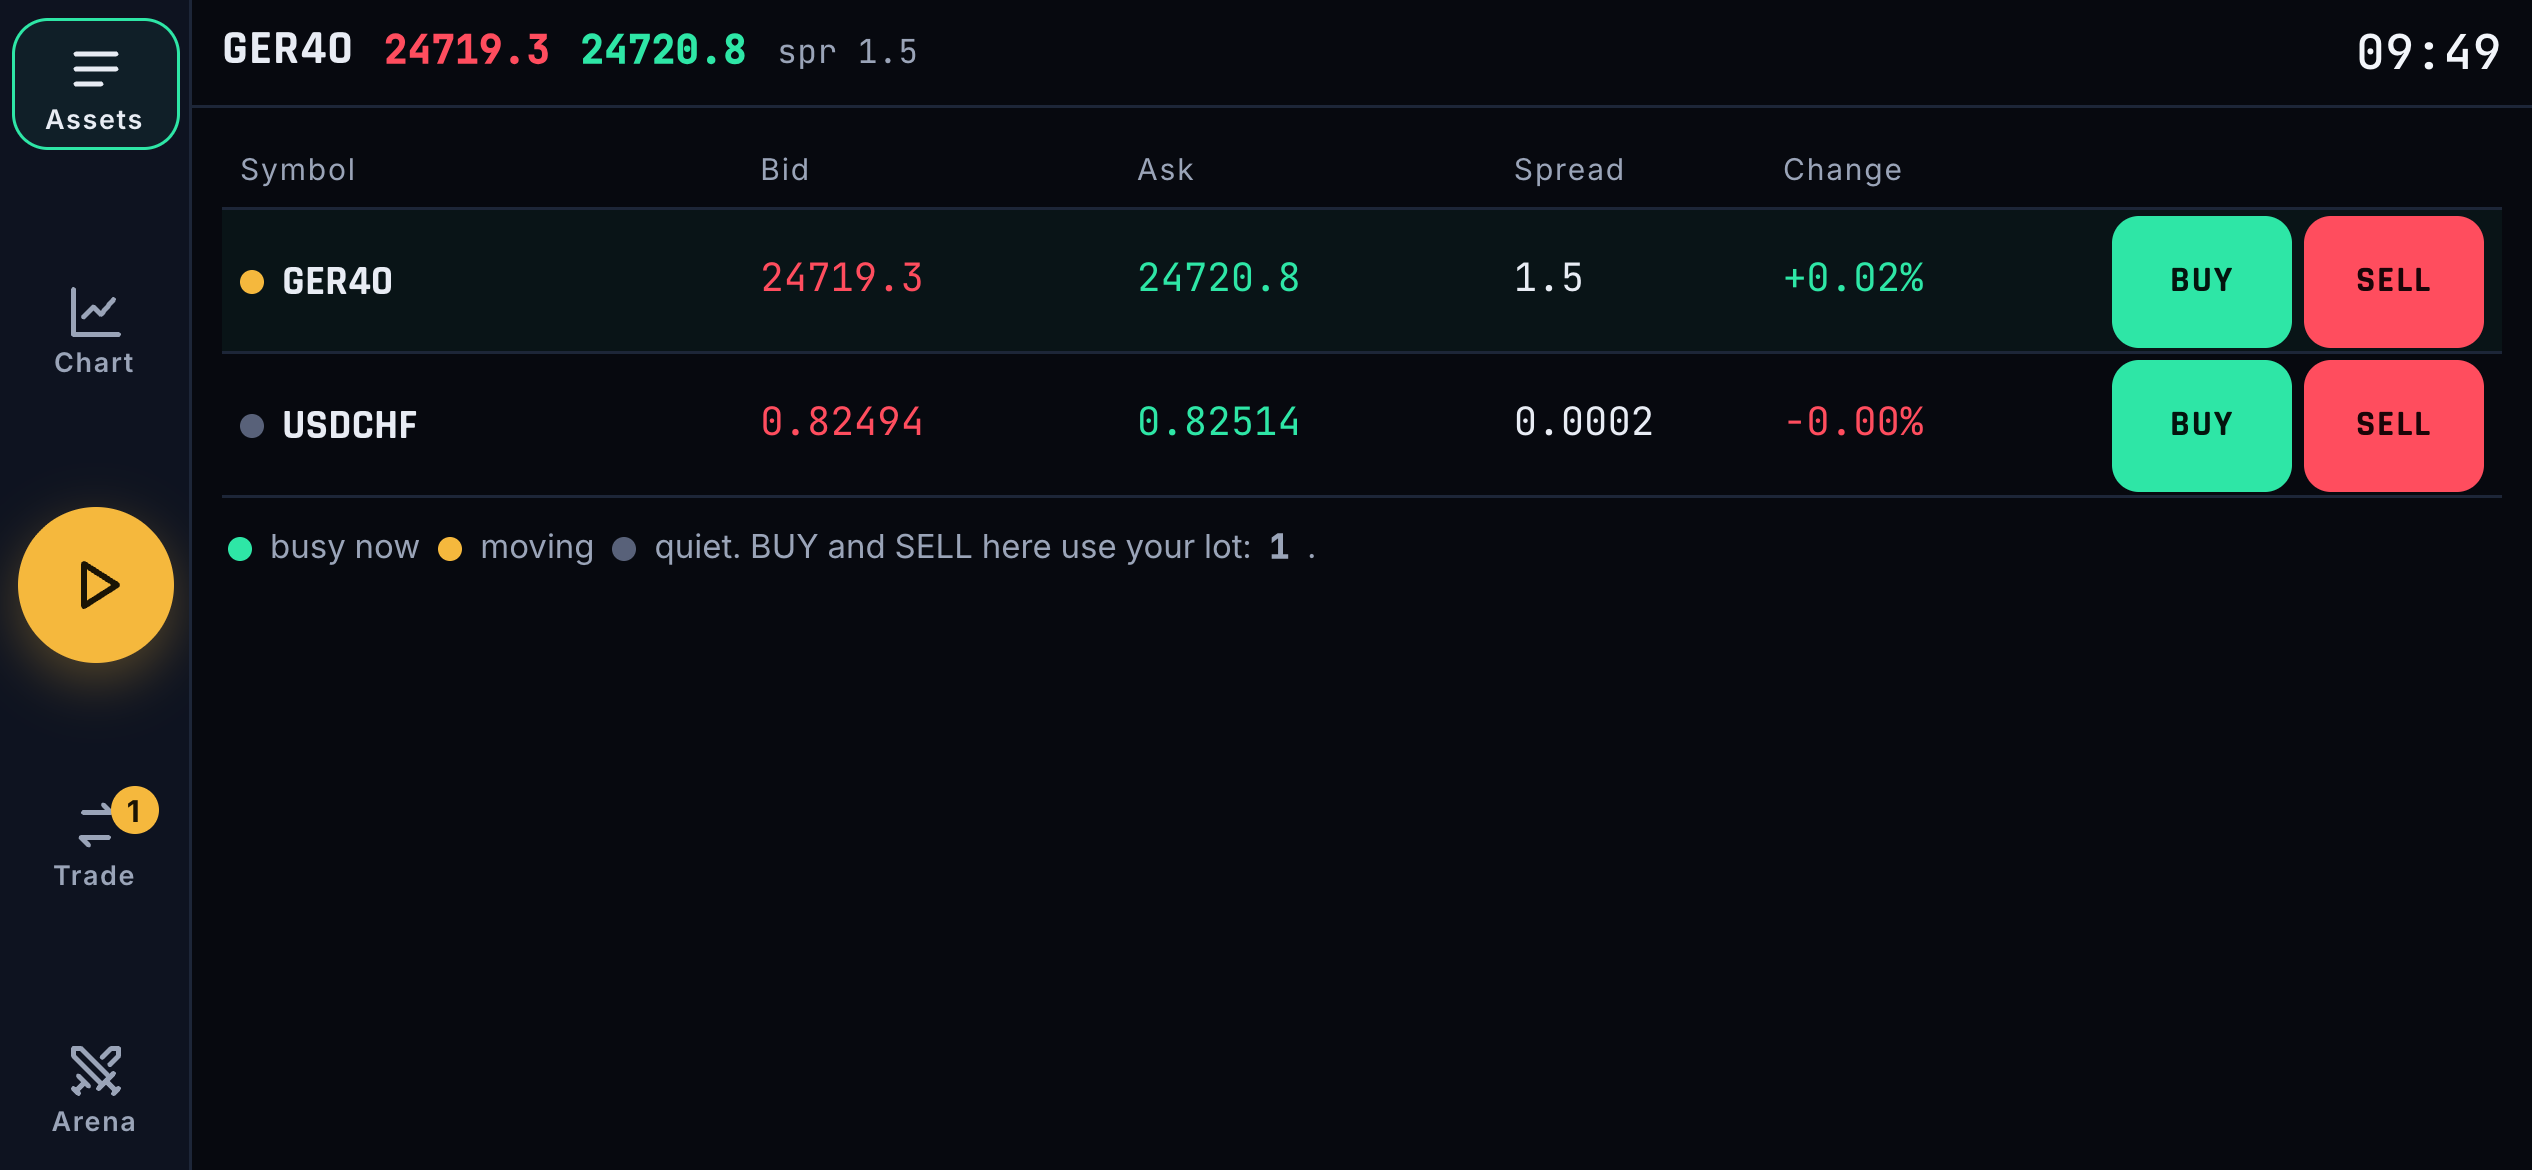 Assets
GER40 24719.3 24720.8 spr 1.5
09:49
Symbol Bid Ask Spread Change
GER40 24719.3 24720.8 1.5 +0.02% BUY SELL
USDCHF 0.82494 0.82514 0.0002 -0.00% BUY SELL
busy now moving quiet. BUY and SELL here use your lot: 1 .
Chart
1
Trade
Arena